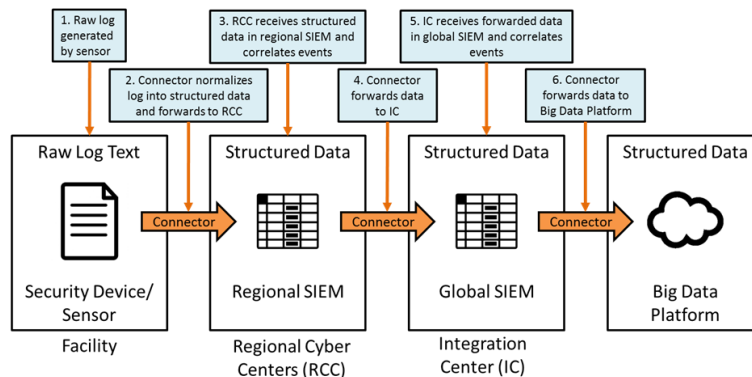 1. Raw log
generated
by sensor
3. RCC receives structured
data in regional SIEM and
correlates events
5. IC receives forwarded data
in global SIEM and correlates
events
2. Connector normalizes
log into structured data
and forwards to RCC
4. Connector
forwards data
to IC
6. Connector
forwards data to
Big Data Platform
Raw Log Text
Structured Data
Structured Data
Structured Data
Connector
Connector
Connector
Security Device/
Sensor
Regional SIEM
Global SIEM
Big Data
Platform
Facility
Regional Cyber
Centers (RCC)
Integration
Center (IC)